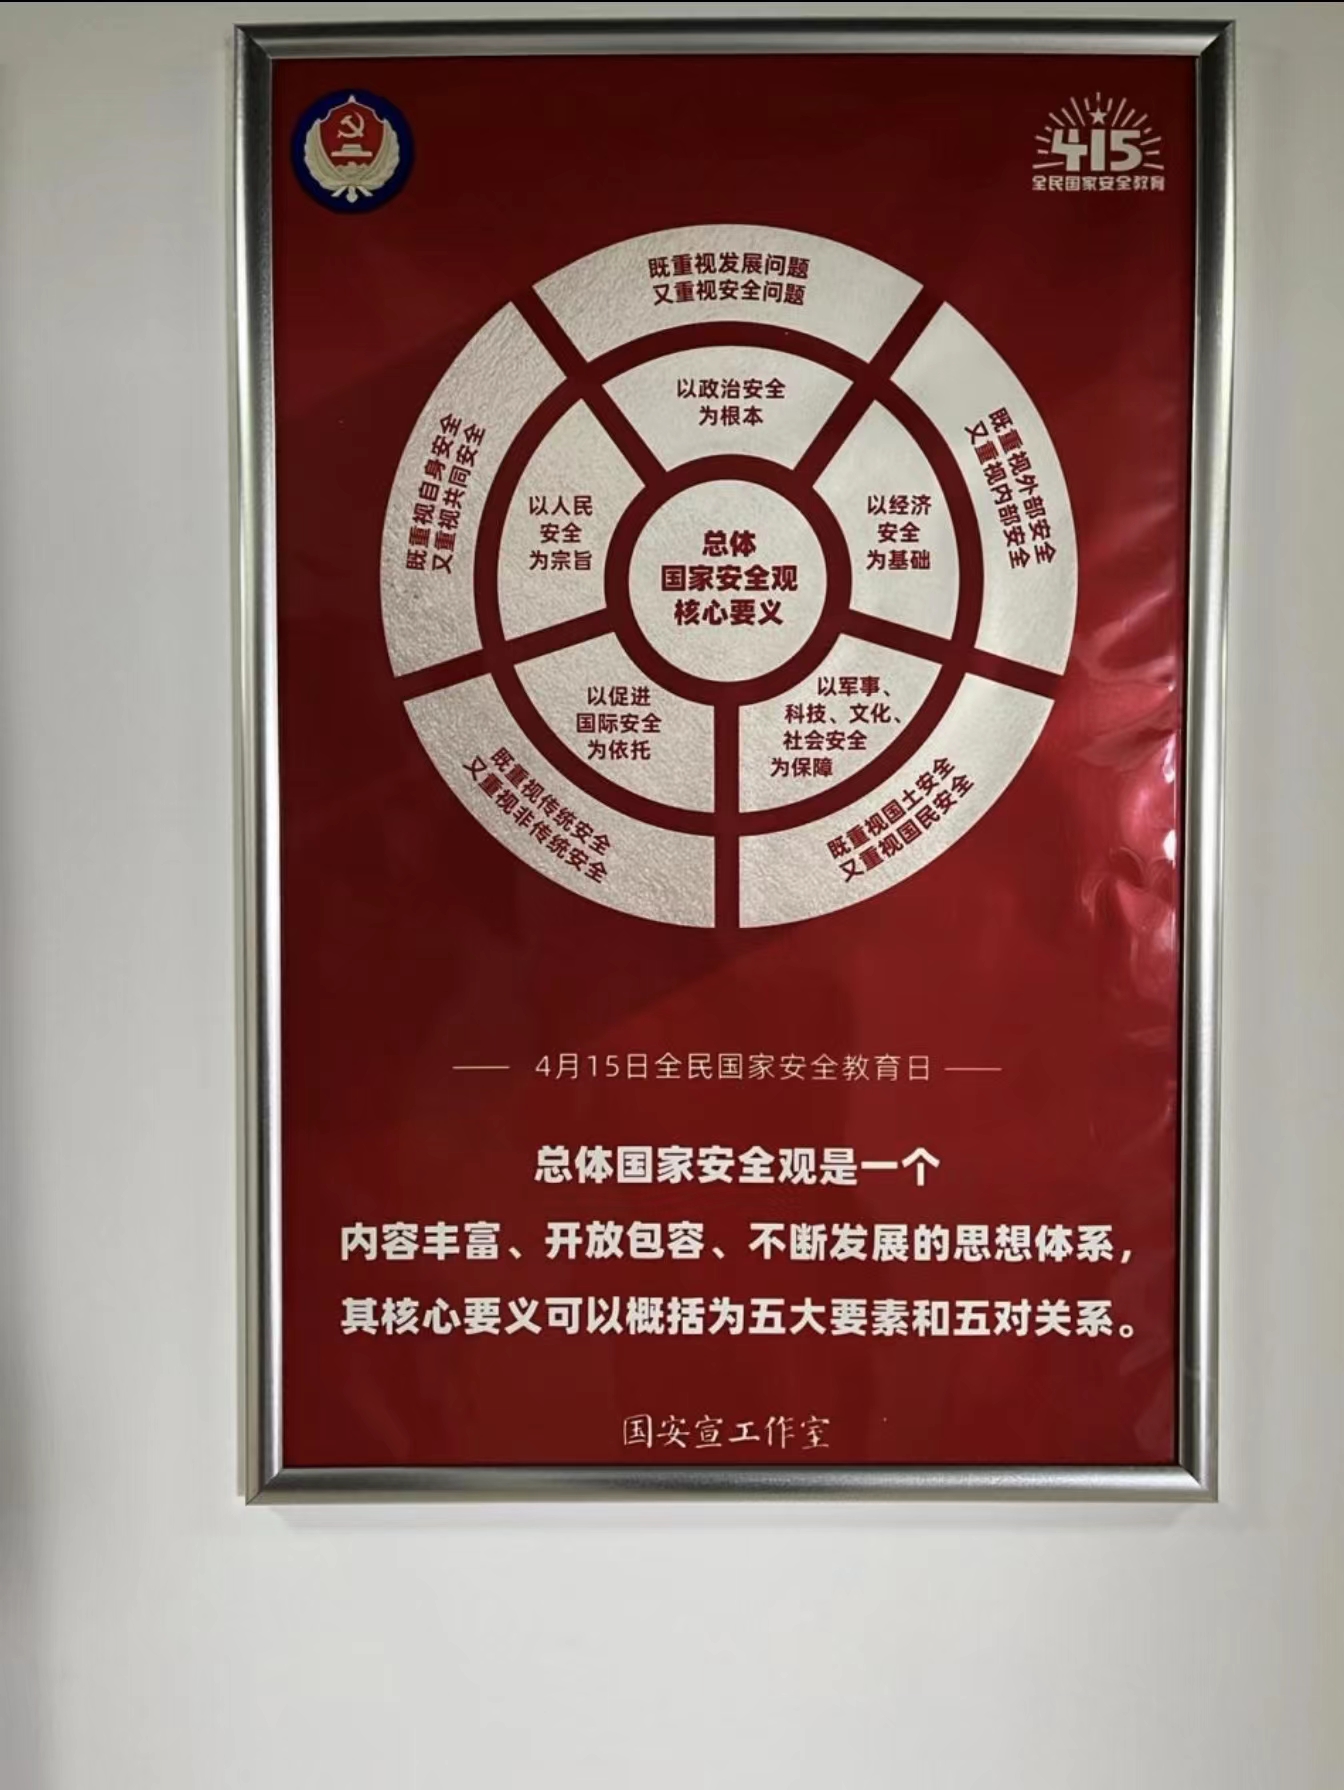 415
全民国家安全教育
既重视发展问题
又重视安全问题
既重视自身安全
又重视共同安全
既重视外部安全
又重视内部安全
既重视传统安全
又重视非传统安全
既重视国土安全
又重视国民安全
以政治安全
为根本
以人民
安全
为宗旨
以经济
安全
为基础
以促进
国际安全
为依托
以军事、
科技、文化、
社会安全
为保障
总体
国家安全观
核心要义
4月15日全民国家安全教育日
总体国家安全观是一个
内容丰富、开放包容、不断发展的思想体系，
其核心要义可以概括为五大要素和五对关系。
国安宣工作室